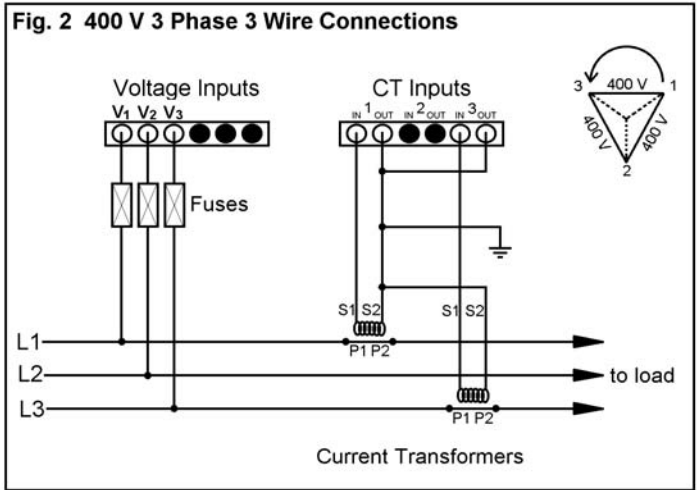 Fig. 2 400 V 3 Phase 3 Wire Connections
Voltage Inputs
V1 V2 V3
Fuses
CT Inputs
IN 1 OUT IN 2 OUT IN 3 OUT
3 400 V 1
400 V 400 V
2
S1 S2 S1 S2
L1
P1 P2
L2 to load
L3
P1 P2
Current Transformers